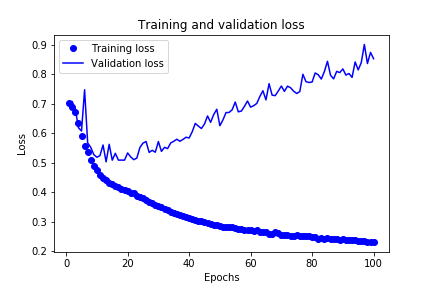 Training and validation loss
Training loss
Validation loss
Loss
0.9
0.8
0.7
0.6
0.5
0.4
0.3
0.2
0 20 40 60 80 100
Epochs